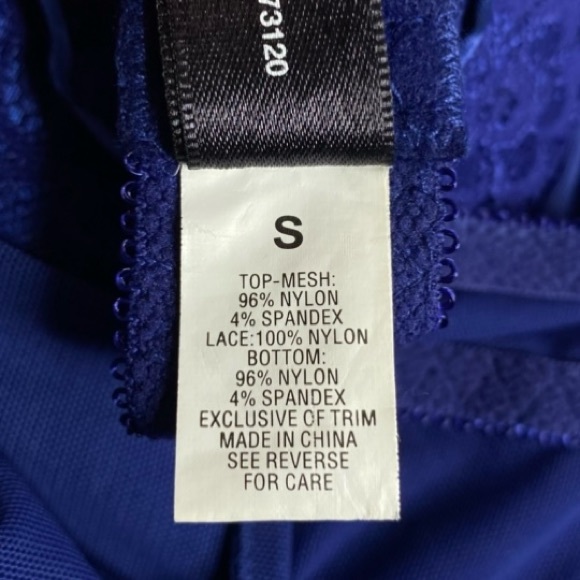 73120
S
TOP-MESH:
96% NYLON
4% SPANDEX
LACE:100% NYLON
BOTTOM:
96% NYLON
4% SPANDEX
EXCLUSIVE OF TRIM
MADE IN CHINA
SEE REVERSE
FOR CARE